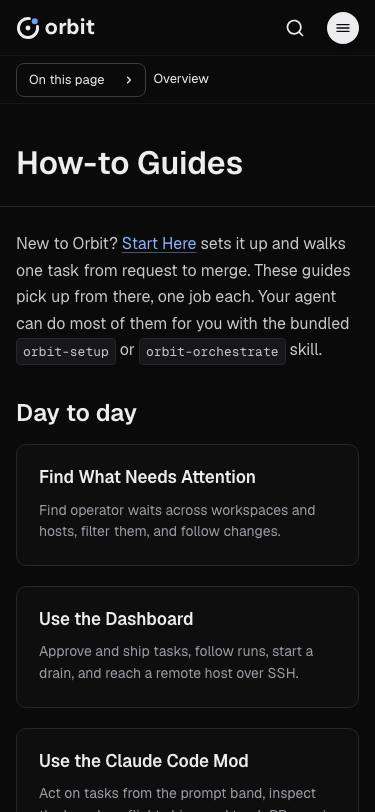 orbit
On this page
Overview
How-to Guides
New to Orbit? Start Here sets it up and walks
one task from request to merge. These guides
pick up from there, one job each. Your agent
can do most of them for you with the bundled
orbit-setup or orbit-orchestrate skill.
Day to day
Find What Needs Attention
Find operator waits across workspaces and
hosts, filter them, and follow changes.
Use the Dashboard
Approve and ship tasks, follow runs, start a
drain, and reach a remote host over SSH.
Use the Claude Code Mod
Act on tasks from the prompt band, inspect